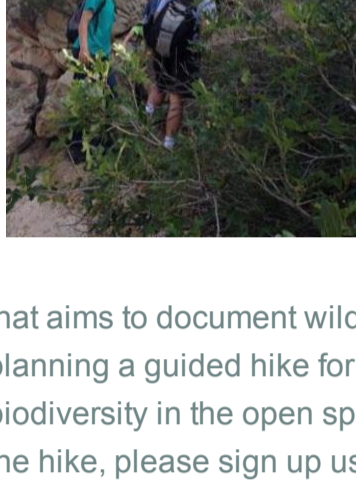 hat aims to document wild
planning a guided hike for
biodiversity in the open sp
he hike, please sign up us